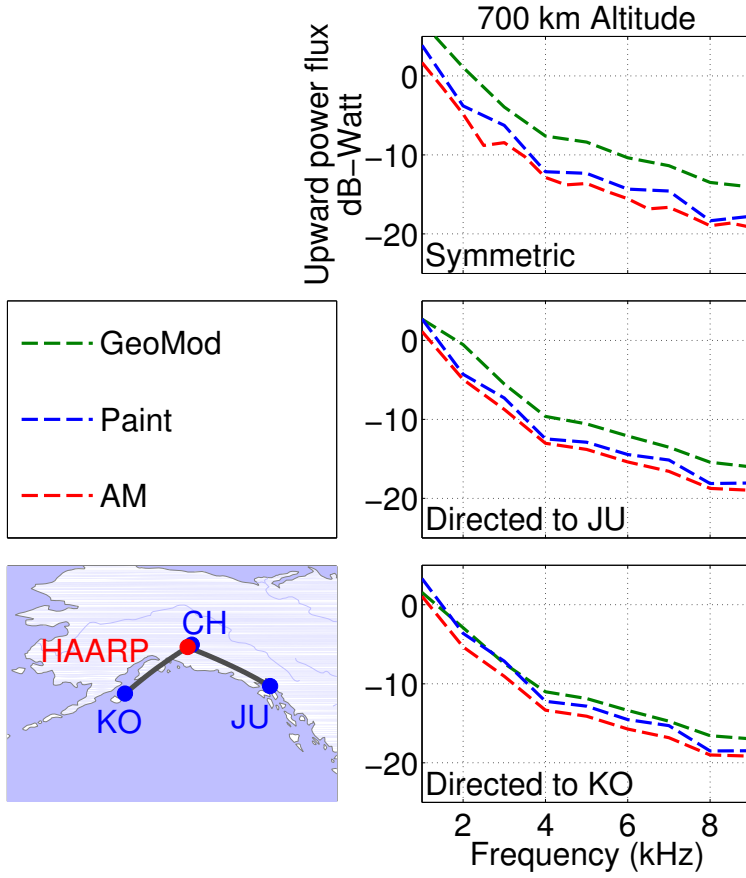 700 km Altitude
Upward power flux
dB−Watt
0
−10
−20
Symmetric
GeoMod
Paint
AM
0
−10
−20
Directed to JU
CH
HAARP
KO
JU
0
−10
−20
Directed to KO
2
4
6
8
Frequency (kHz)